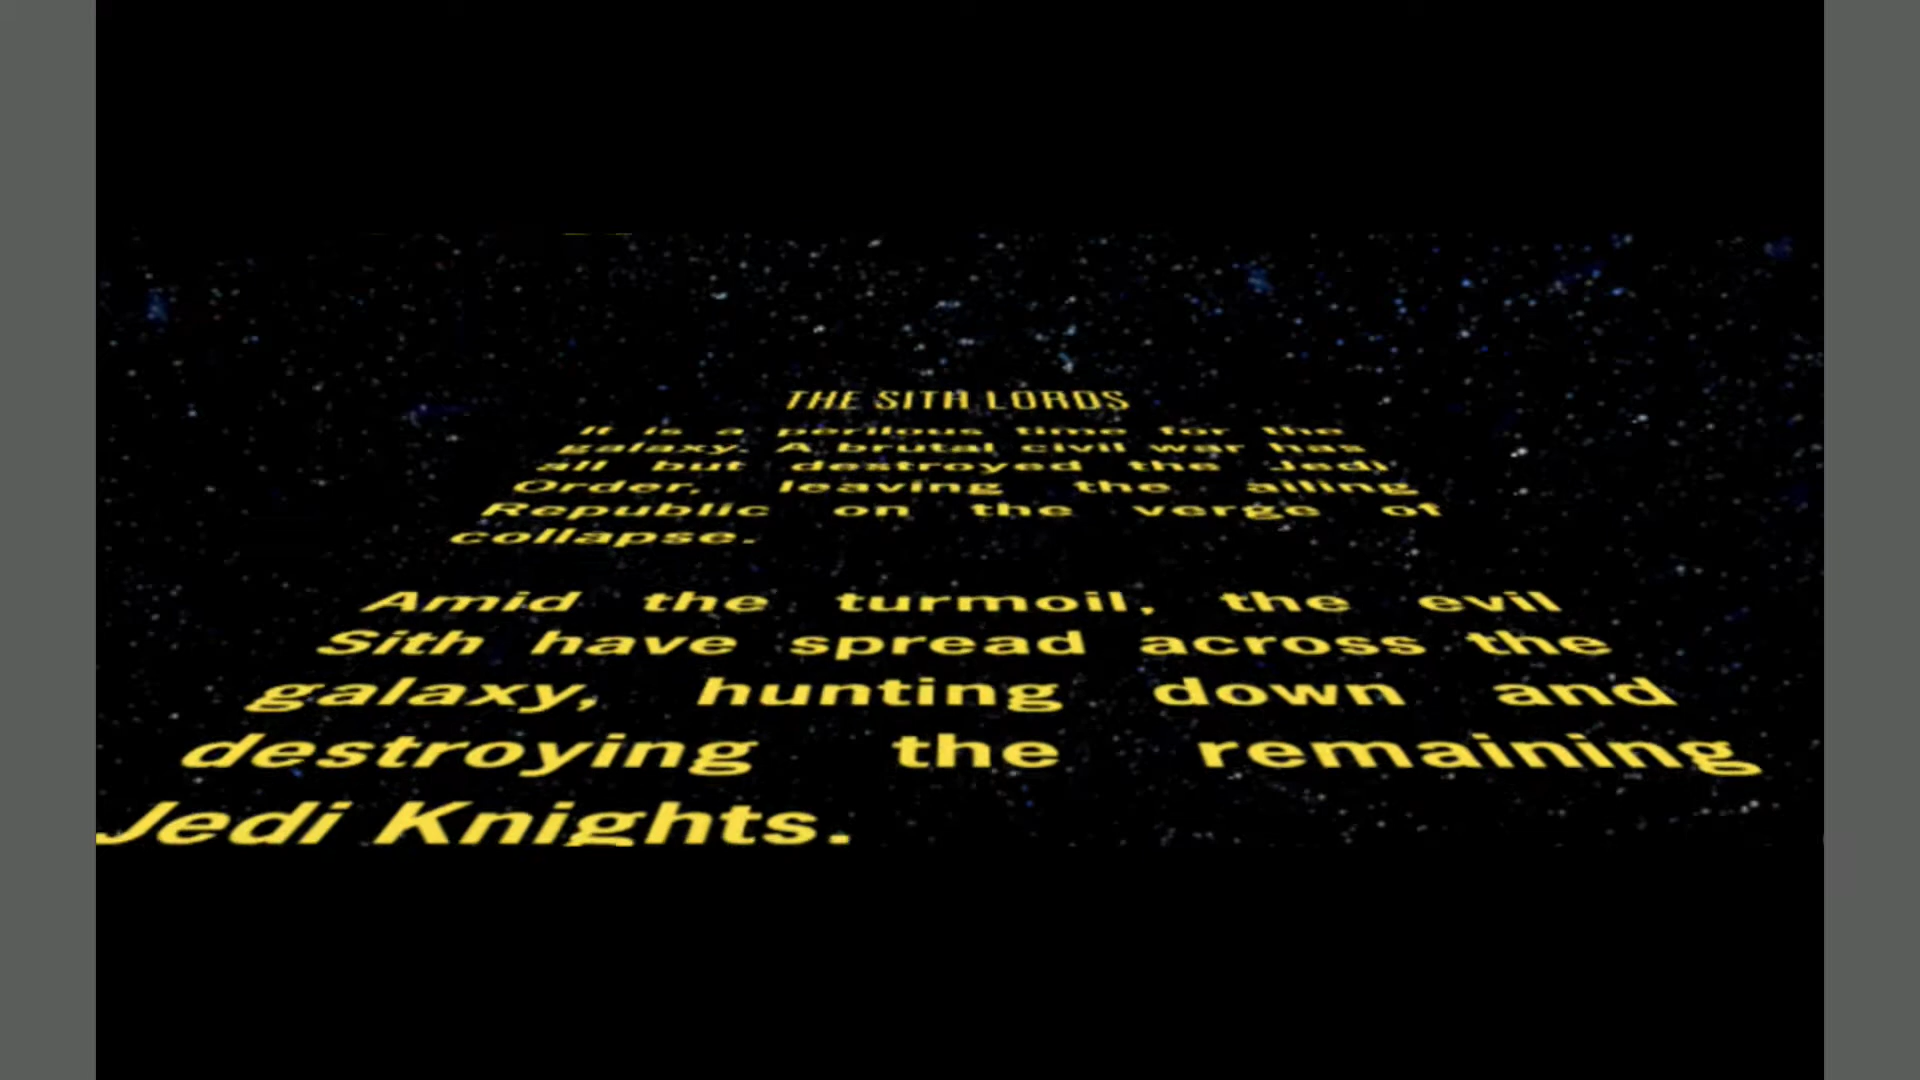 THE SITH LORDS
It is a perilous time for the
galaxy. A brutal civil war has
all but destroyed the Jedi
Order, leaving the ailing
Republic on the verge of
collapse.
Amid the turmoil, the evil
Sith have spread across the
galaxy, hunting down and
destroying the remaining
Jedi Knights.